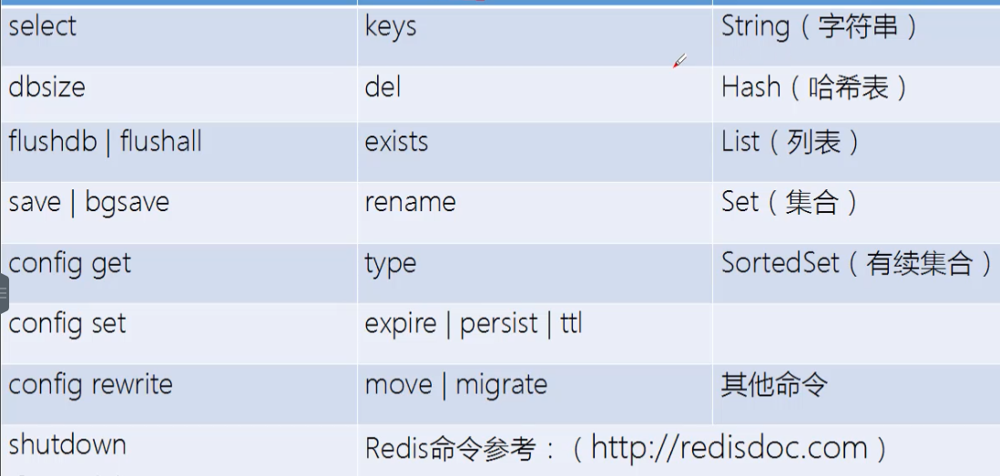 select keys String（字符串）
dbsize del Hash（哈希表）
flushdb | flushall exists List（列表）
save | bgsave rename Set（集合）
config get type SortedSet（有续集合）
config set expire | persist | ttl
config rewrite move | migrate 其他命令
shutdown Redis命令参考：（http://redisdoc.com）